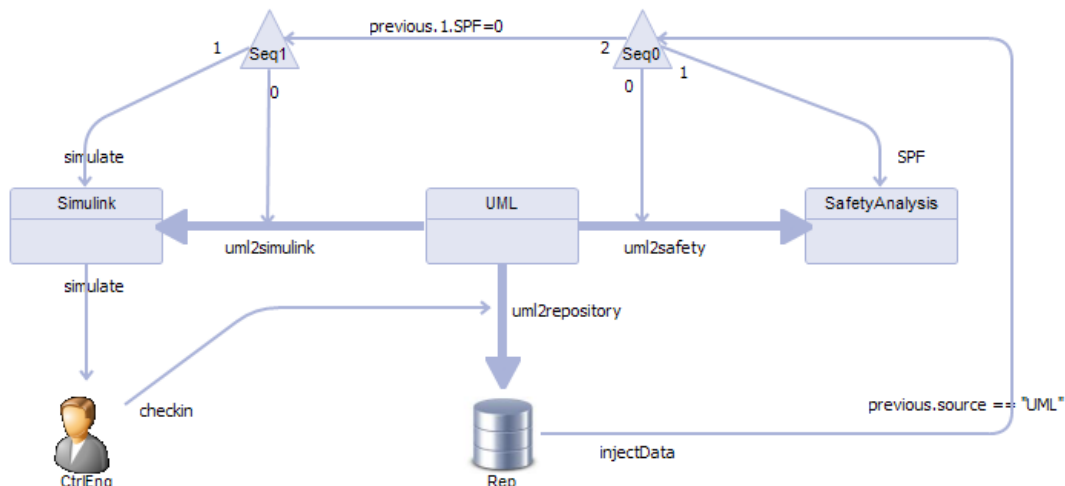 previous.1.SPF=0
1
Seq1
2
Seq0
0
0
1
simulate
SPF
Simulink
UML
SafetyAnalysis
uml2simulink
uml2safety
simulate
uml2repository
checkin
previous.source == "UML"
injectData
CtrlEng
Rep